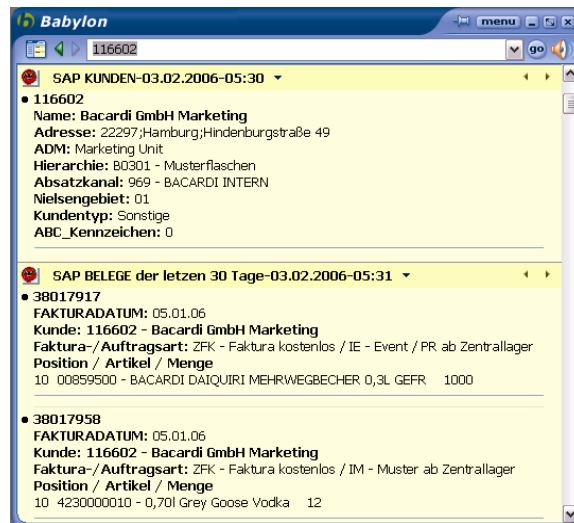 Babylon
menu
116602
go
SAP KUNDEN-03.02.2006-05:30
116602
Name: Bacardi GmbH Marketing
Adresse: 22297;Hamburg;Hindenburgstraße 49
ADM: Marketing Unit
Hierarchie: B0301 - Musterflaschen
Absatzkanal: 969 - BACARDI INTERN
Nielsengebiet: 01
Kundentyp: Sonstige
ABC_Kennzeichen: 0
SAP BELEGE der letzen 30 Tage-03.02.2006-05:31
38017917
FAKTURADATUM: 05.01.06
Kunde: 116602 - Bacardi GmbH Marketing
Faktura-/Auftragsart: ZFK - Faktura kostenlos / IE - Event / PR ab Zentrallager
Position / Artikel / Menge
10 00859500 - BACARDI DAIQUIRI MEHRWEGBECHER 0,3L GEFR 1000
38017958
FAKTURADATUM: 05.01.06
Kunde: 116602 - Bacardi GmbH Marketing
Faktura-/Auftragsart: ZFK - Faktura kostenlos / IM - Muster ab Zentrallager
Position / Artikel / Menge
10 4230000010 - 0,70l Grey Goose Vodka 12